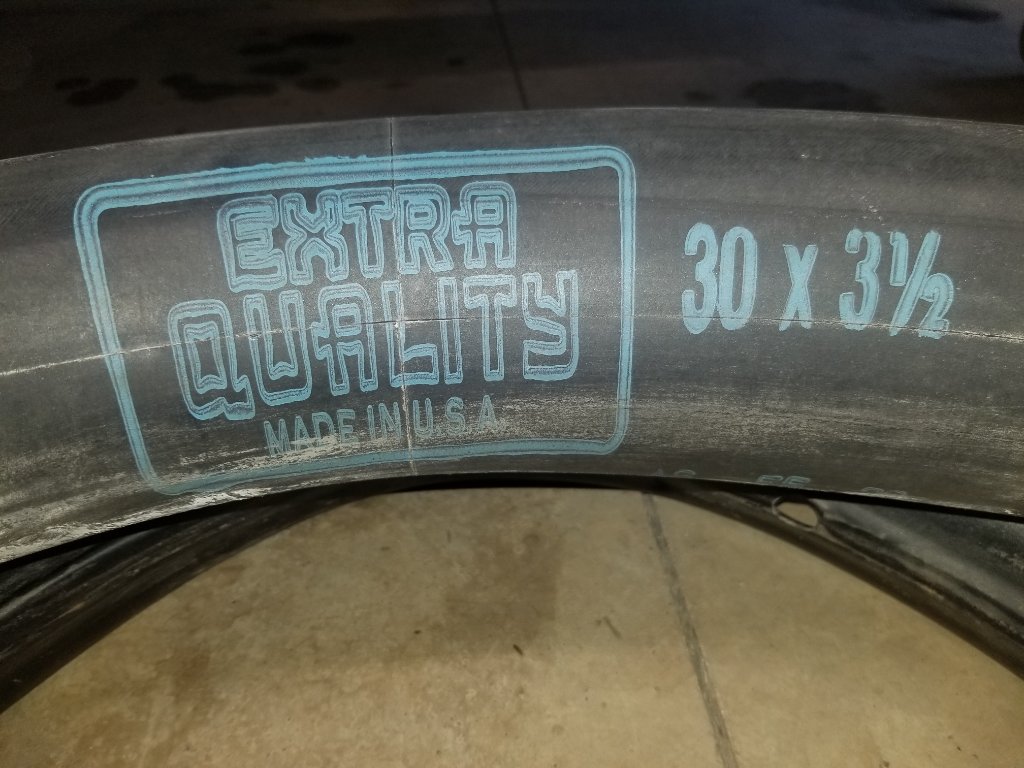 EXTRA
QUALITY
MADE IN U.S.A.
30 x 3½